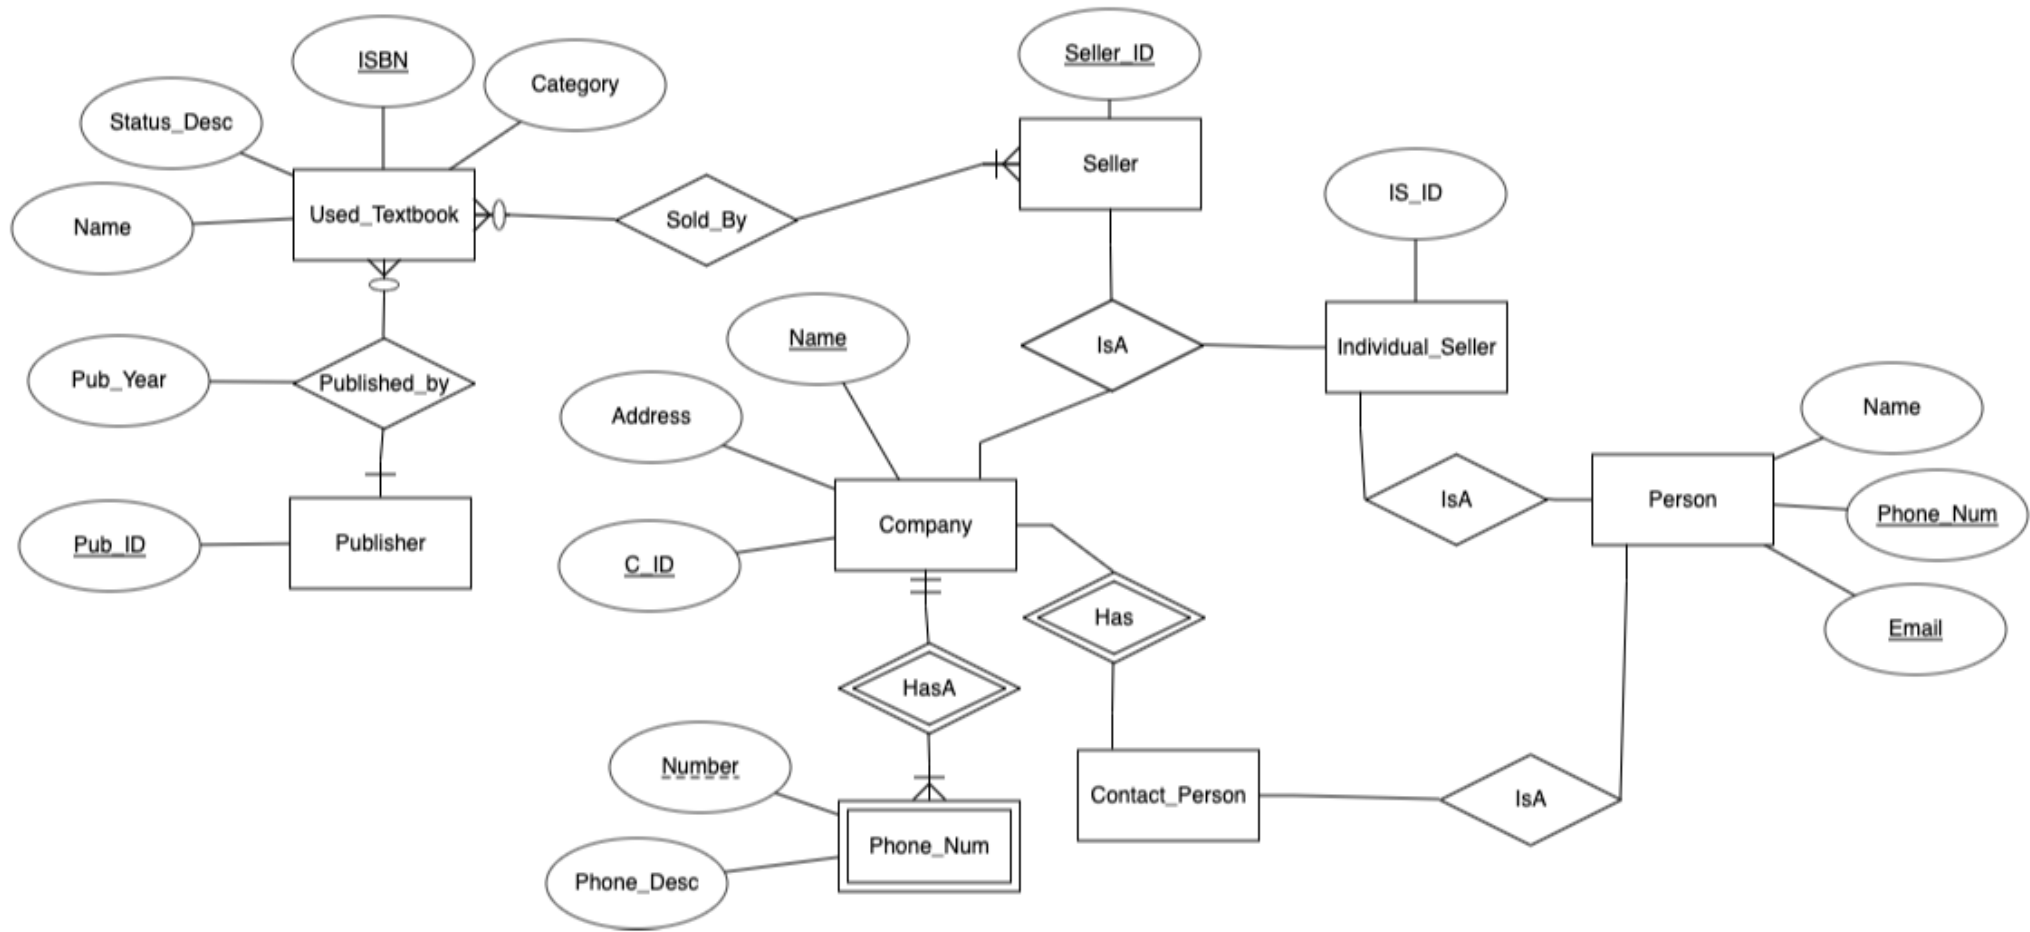 ISBN
Seller_ID
Category
Status_Desc
Seller
IS_ID
Used_Textbook
Sold_By
Name
Name
IsA
Individual_Seller
Pub_Year
Published_by
Address
Name
Phone_Num
Person
IsA
Company
Publisher
Pub_ID
C_ID
Has
Email
HasA
Number
Contact_Person
IsA
Phone_Num
Phone_Desc